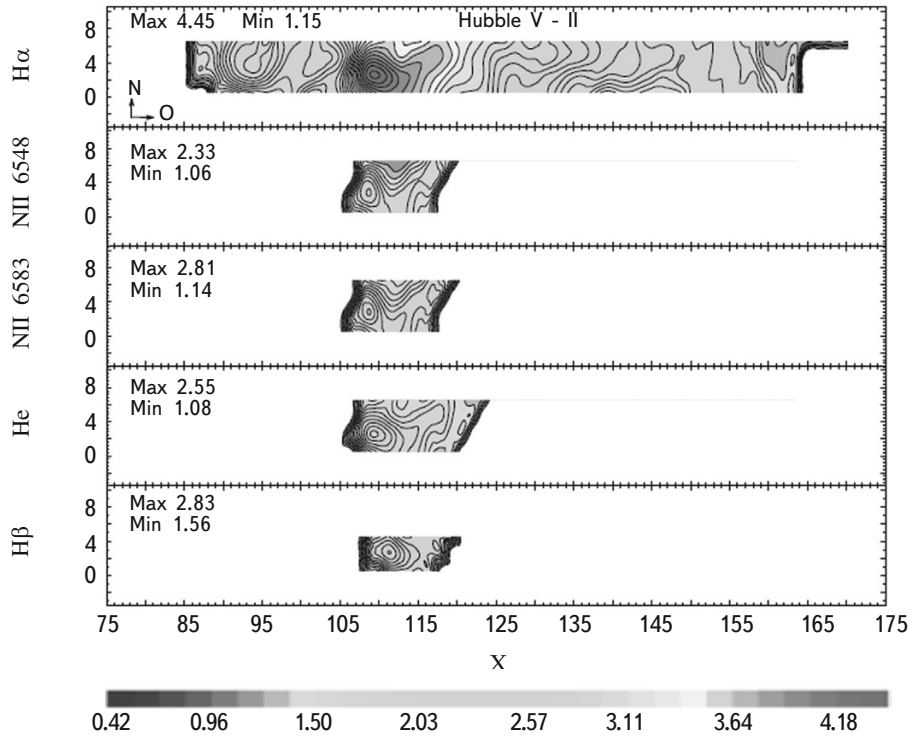 Max 4.45 Min 1.15 Hubble V - II
8
4
0
Hα
N
O
Max 2.33
Min 1.06
8
4
0
NII 6548
Max 2.81
Min 1.14
8
4
0
NII 6583
Max 2.55
Min 1.08
8
4
0
He
Max 2.83
Min 1.56
8
4
0
Hβ
75 85 95 105 115 125 135 145 155 165 175
X
0.42 0.96 1.50 2.03 2.57 3.11 3.64 4.18